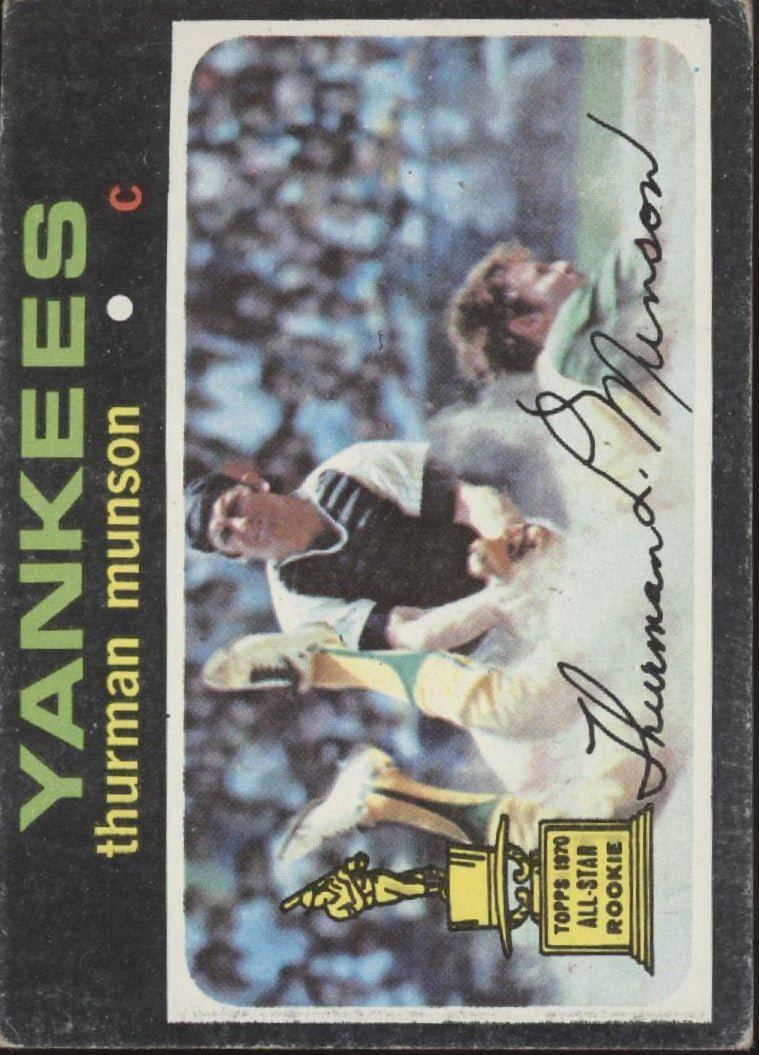 YANKEES
thurman munson • c
Thurman L. Munson
TOPPS 1970
ALL-STAR
ROOKIE